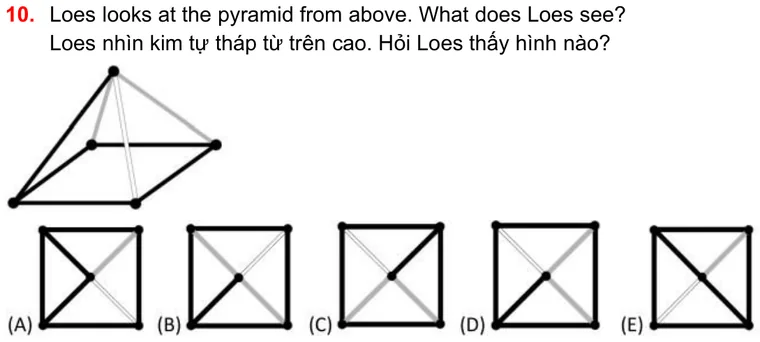 10. Loes looks at the pyramid from above. What does Loes see?
Loes nhìn kim tự tháp từ trên cao. Hỏi Loes thấy hình nào?
(A) (B) (C) (D) (E)